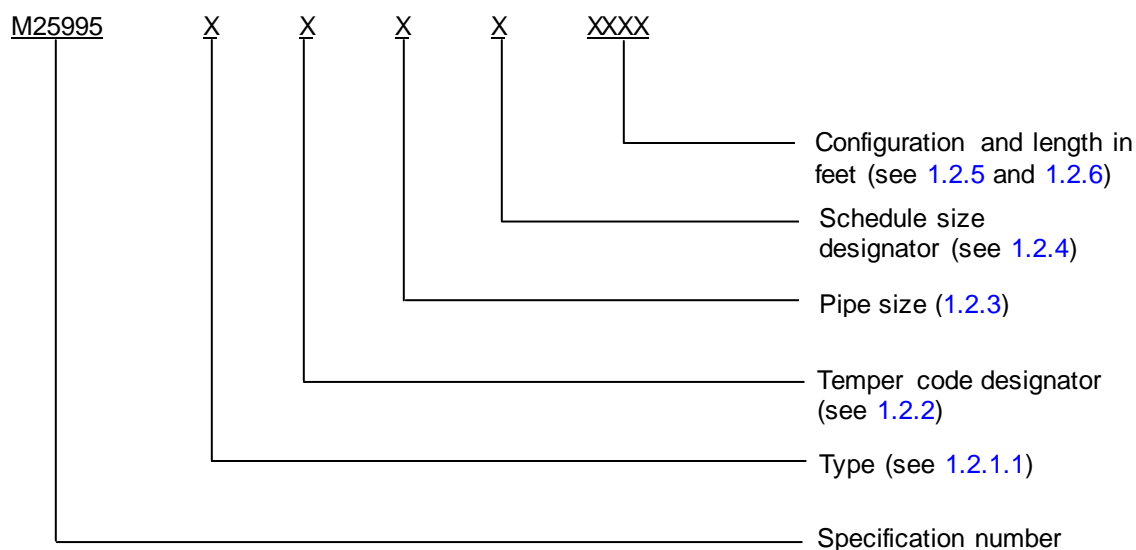 M25995 X X X X XXXX
Configuration and length in
feet (see 1.2.5 and 1.2.6)
Schedule size
designator (see 1.2.4)
Pipe size (1.2.3)
Temper code designator
(see 1.2.2)
Type (see 1.2.1.1)
Specification number